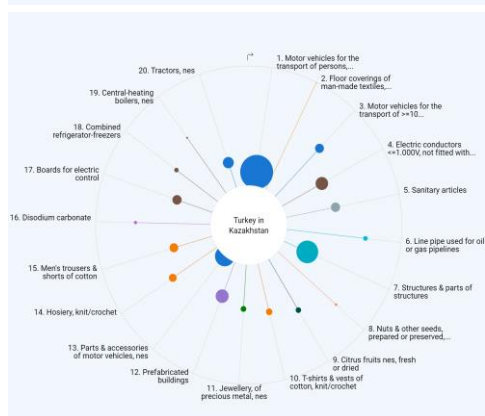 1. Motor vehicles for the
transport of persons,...
2. Floor coverings of
man-made textiles,...
3. Motor vehicles for the
transport of >=10...
4. Electric conductors
<=1.000V, not fitted with...
5. Sanitary articles
6. Line pipe used for oil
or gas pipelines
7. Structures & parts of
structures
8. Nuts & other seeds,
prepared or preserved,...
9. Citrus fruits nes, fresh
or dried
10. T-shirts & vests of
cotton, knit/crochet
11. Jewellery, of
precious metal, nes
12. Prefabricated
buildings
13. Parts & accessories
of motor vehicles, nes
14. Hosiery, knit/crochet
15. Men's trousers &
shorts of cotton
16. Disodium carbonate
17. Boards for electric
control
18. Combined
refrigerator-freezers
19. Central-heating
boilers, nes
20. Tractors, nes
Turkey in
Kazakhstan